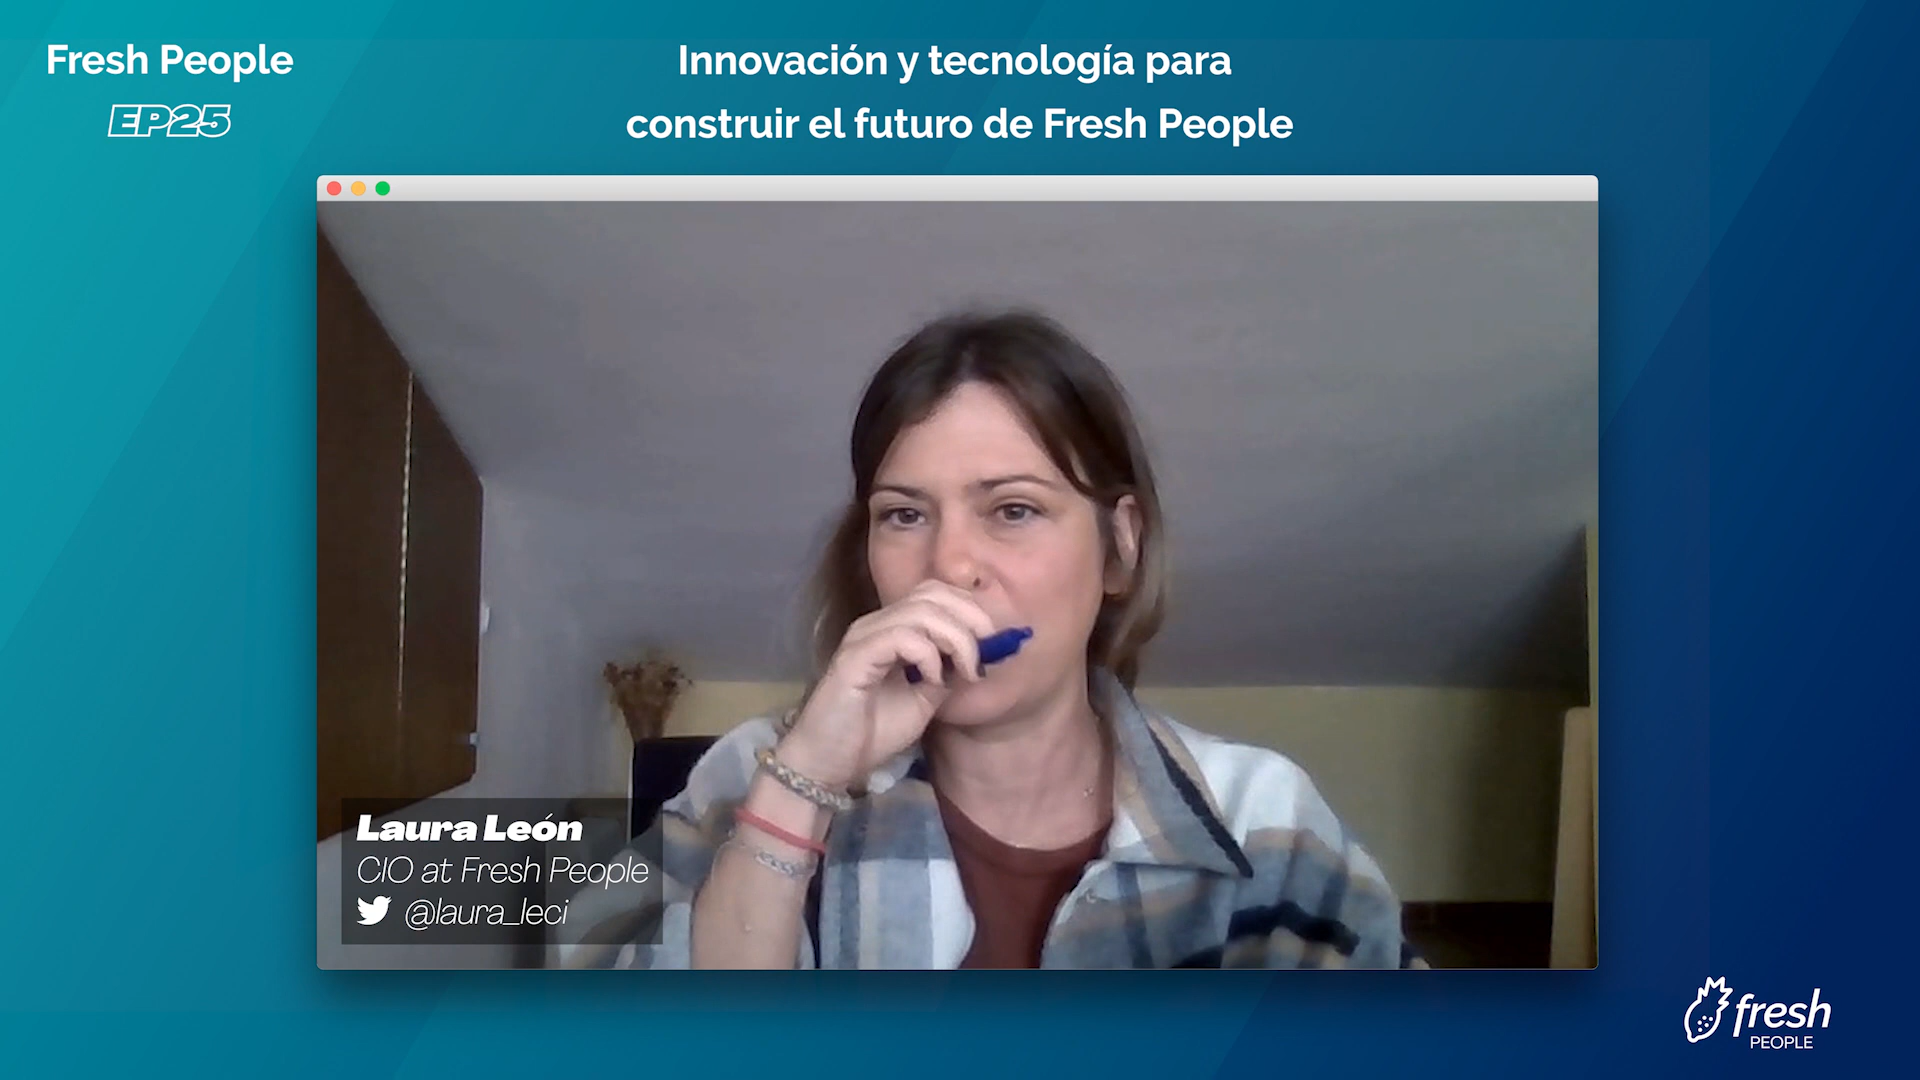 Fresh People
EP25
Innovación y tecnología para
construir el futuro de Fresh People
Laura León
CIO at Fresh People
@laura_leci
fresh
PEOPLE